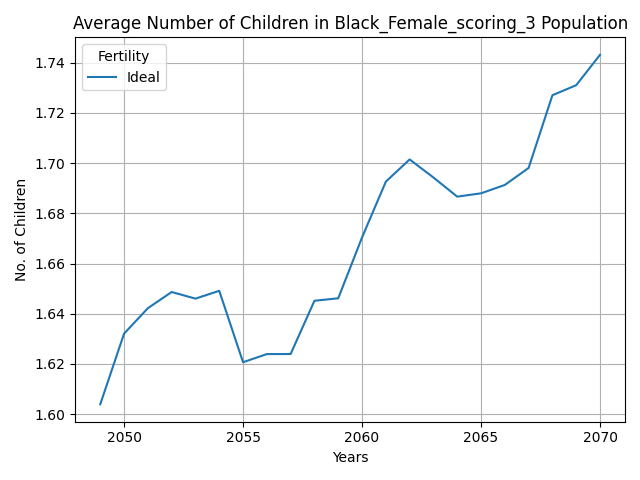 Average Number of Children in Black_Female_scoring_3 Population
Fertility
Ideal
1.74
1.72
1.70
1.68
1.66
1.64
1.62
1.60
No. of Children
2050 2055 2060 2065 2070
Years